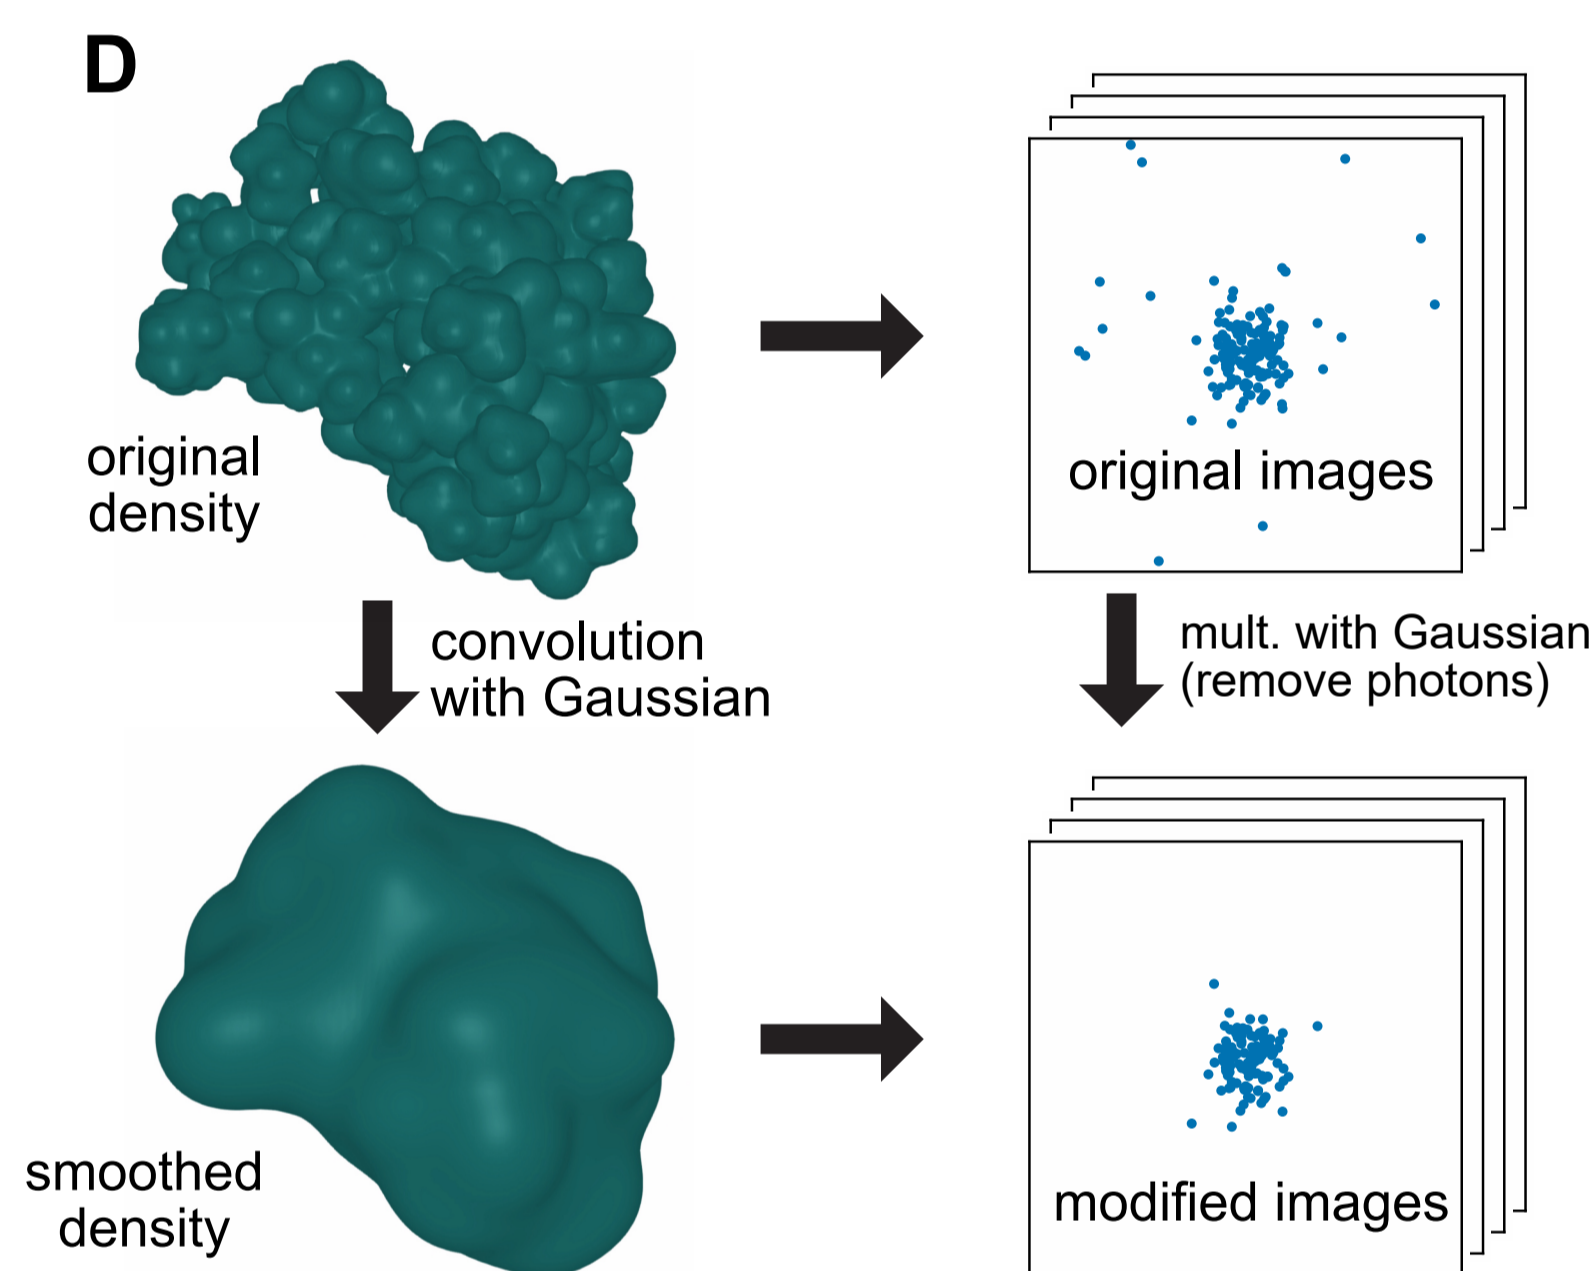 D
original
density
original images
convolution
with Gaussian
mult. with Gaussian
(remove photons)
smoothed
density
modified images